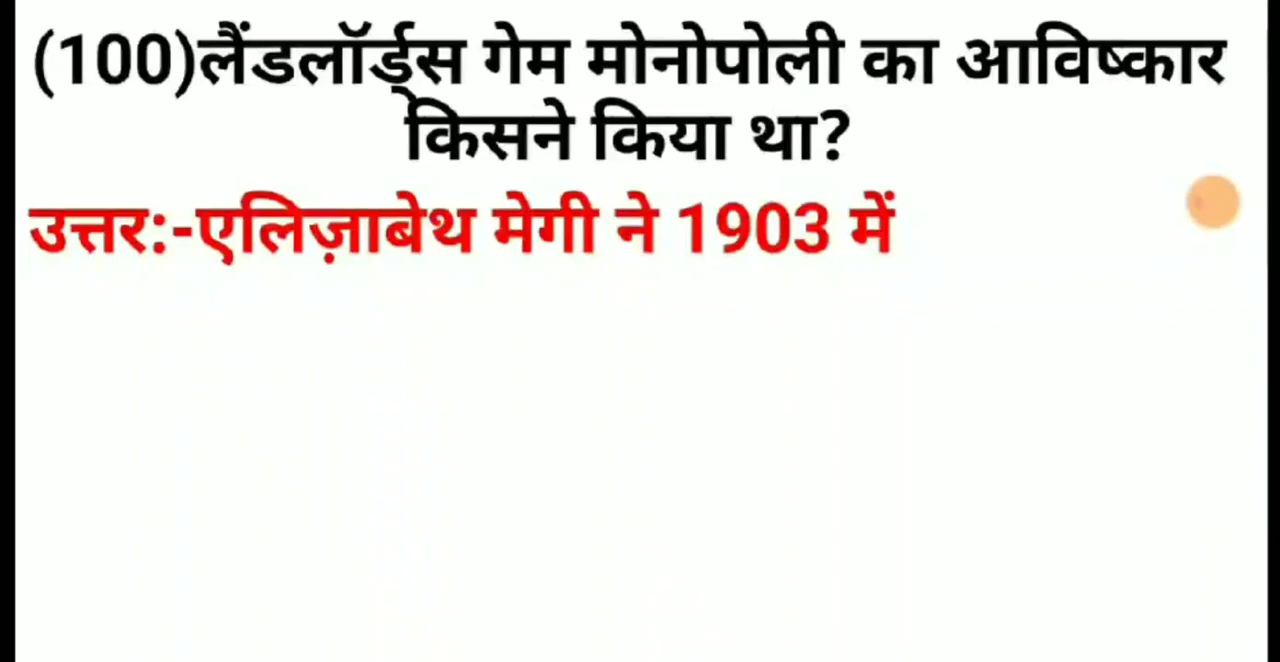 (100)लैंडलॉर्ड्स गेम मोनोपोली का आविष्कार
किसने किया था?
उत्तर:-एलिज़ाबेथ मेगी ने 1903 में